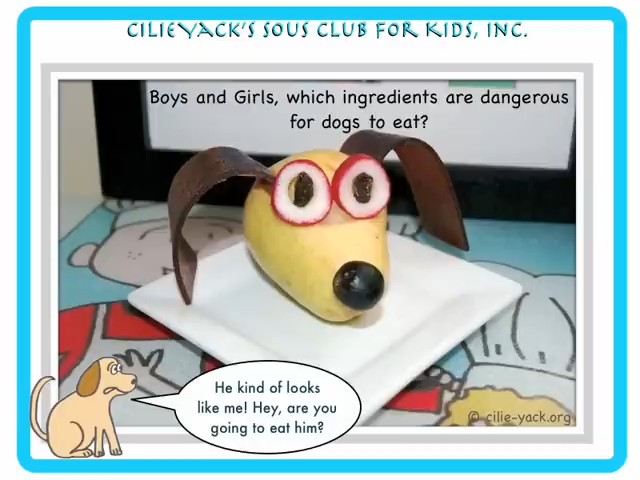 CILIEYACK'S SOUS CLUB FOR KIDS, INC.
Boys and Girls, which ingredients are dangerous
for dogs to eat?
He kind of looks
like me! Hey, are you
going to eat him?
© cilie-yack.org